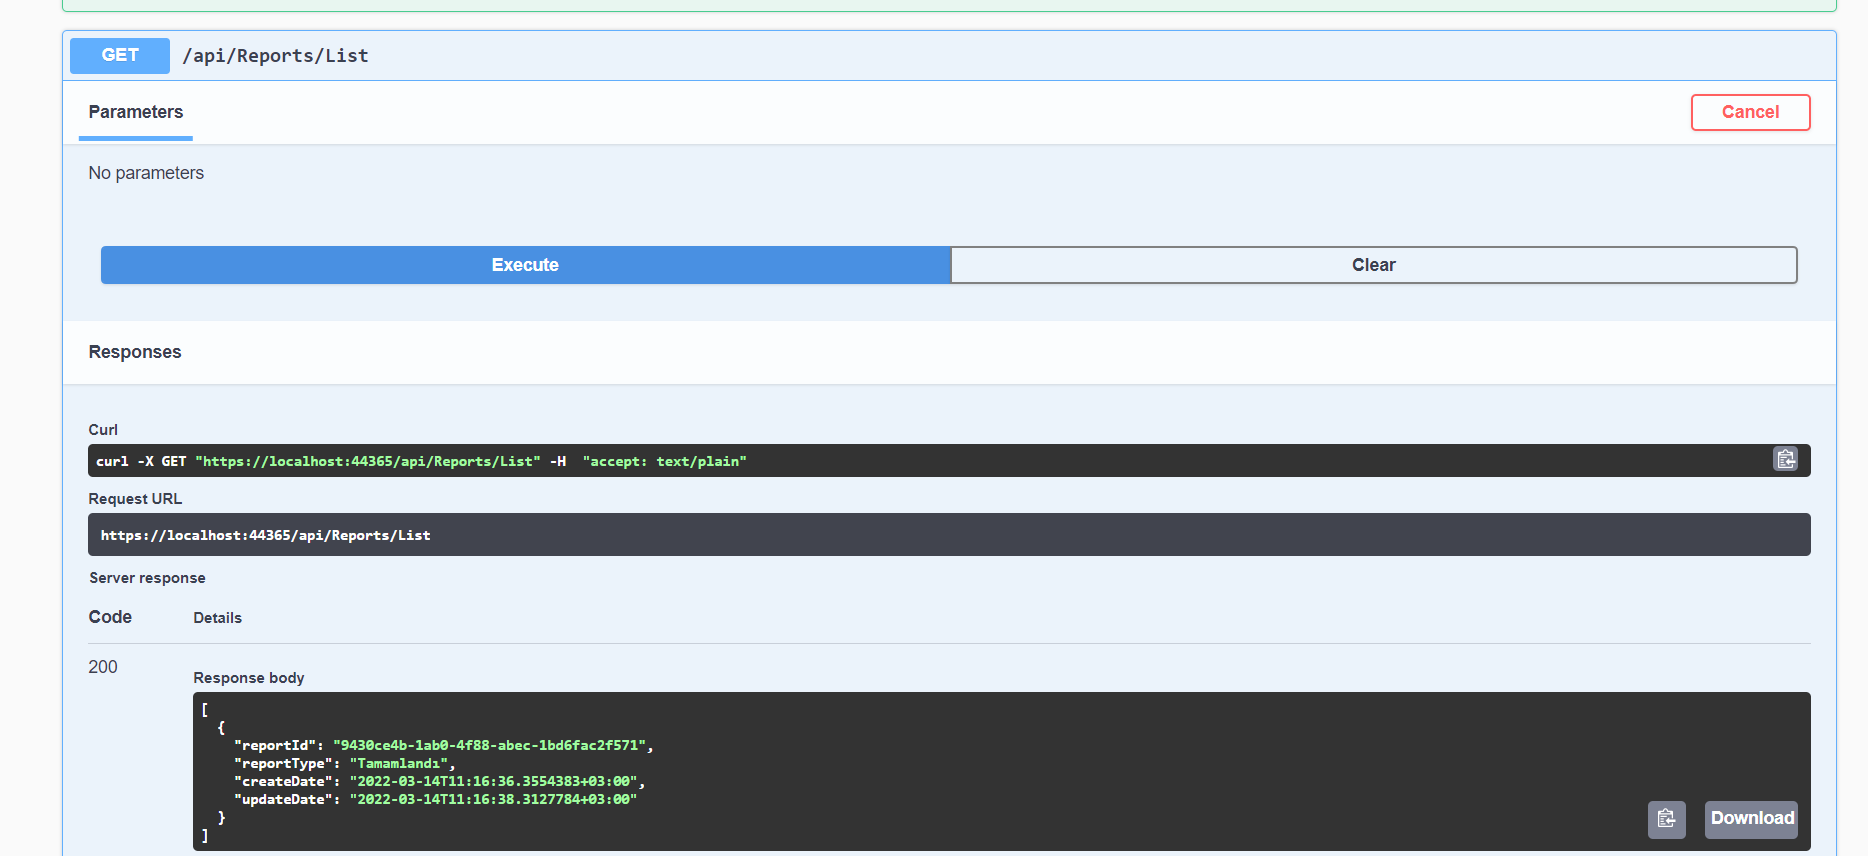 GET /api/Reports/List
Parameters
Cancel
No parameters
Execute
Clear
Responses
Curl
curl -X GET "https://localhost:44365/api/Reports/List" -H  "accept: text/plain"
Request URL
https://localhost:44365/api/Reports/List
Server response
Code
Details
200
Response body
[
  {
    "reportId": "9430ce4b-1ab0-4f88-abec-1bd6fac2f571",
    "reportType": "Tamamlandı",
    "createDate": "2022-03-14T11:16:36.3554383+03:00",
    "updateDate": "2022-03-14T11:16:38.3127784+03:00"
  }
]
Download